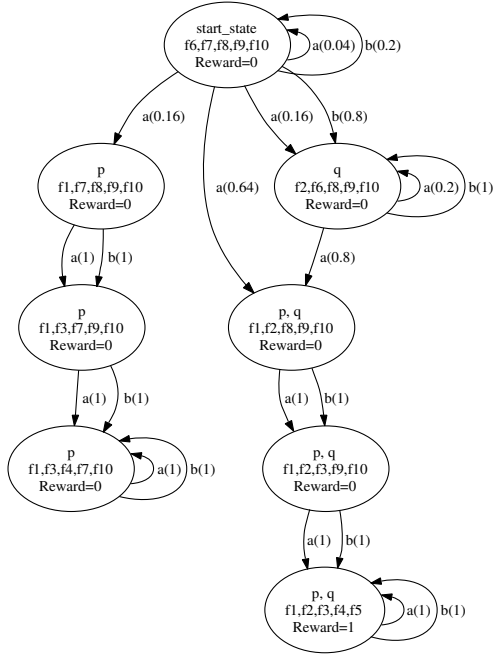 start_state
f6,f7,f8,f9,f10
Reward=0
a(0.04)
b(0.2)
a(0.16)
a(0.16)
b(0.8)
p
f1,f7,f8,f9,f10
Reward=0
a(0.64)
q
f2,f6,f8,f9,f10
Reward=0
a(0.2)
b(1)
a(1)
b(1)
a(0.8)
p
f1,f3,f7,f9,f10
Reward=0
p, q
f1,f2,f8,f9,f10
Reward=0
a(1)
b(1)
a(1)
b(1)
p
f1,f3,f4,f7,f10
Reward=0
a(1)
b(1)
p, q
f1,f2,f3,f9,f10
Reward=0
a(1)
b(1)
p, q
f1,f2,f3,f4,f5
Reward=1
a(1)
b(1)